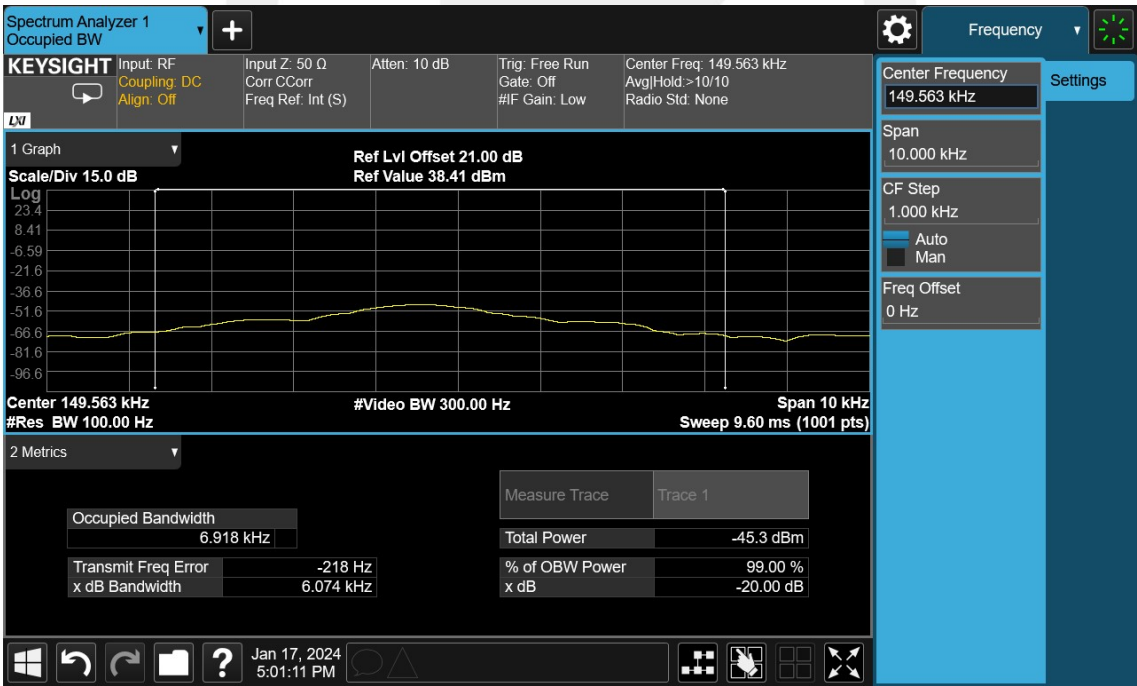 Spectrum Analyzer 1
Occupied BW
+
Frequency
KEYSIGHT
LXI
Input: RF
Coupling: DC
Align: Off
Input Z: 50 Ω
Corr CCorr
Freq Ref: Int (S)
Atten: 10 dB
Trig: Free Run
Gate: Off
#IF Gain: Low
Center Freq: 149.563 kHz
Avg|Hold:>10/10
Radio Std: None
Center Frequency
149.563 kHz
Settings
Span
10.000 kHz
CF Step
1.000 kHz
Auto
Man
Freq Offset
0 Hz
1 Graph
Scale/Div 15.0 dB
Ref Lvl Offset 21.00 dB
Ref Value 38.41 dBm
Log
23.4
8.41
-6.59
-21.6
-36.6
-51.6
-66.6
-81.6
-96.6
Center 149.563 kHz
#Video BW 300.00 Hz
Span 10 kHz
#Res BW 100.00 Hz
Sweep 9.60 ms (1001 pts)
2 Metrics
Measure Trace Trace 1
Occupied Bandwidth
6.918 kHz
Total Power -45.3 dBm
Transmit Freq Error -218 Hz
% of OBW Power 99.00 %
x dB Bandwidth 6.074 kHz
x dB -20.00 dB
?
Jan 17, 2024
5:01:11 PM